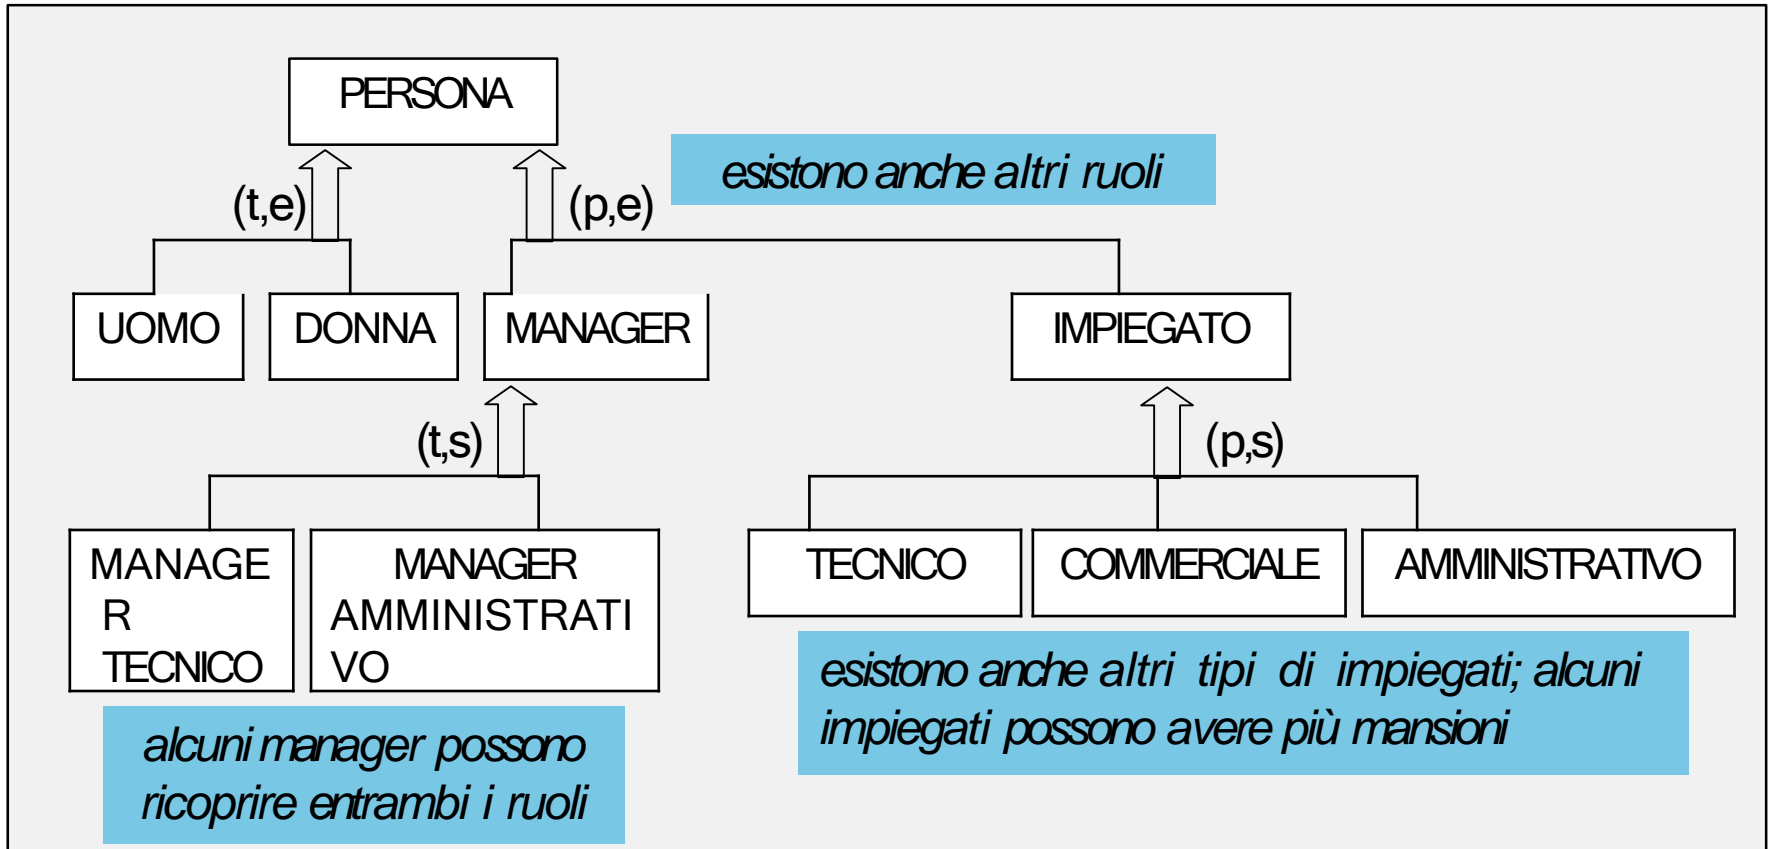 PERSONA
esistono anche altri ruoli
(t,e)
(p,e)
UOMO
DONNA
MANAGER
IMPIEGATO
(t,s)
(p,s)
MANAGE
R
TECNICO
MANAGER
AMMINISTRATI
VO
TECNICO
COMMERCIALE
AMMINISTRATIVO
alcuni manager possono
ricoprire entrambi i ruoli
esistono anche altri tipi di impiegati; alcuni
impiegati possono avere più mansioni